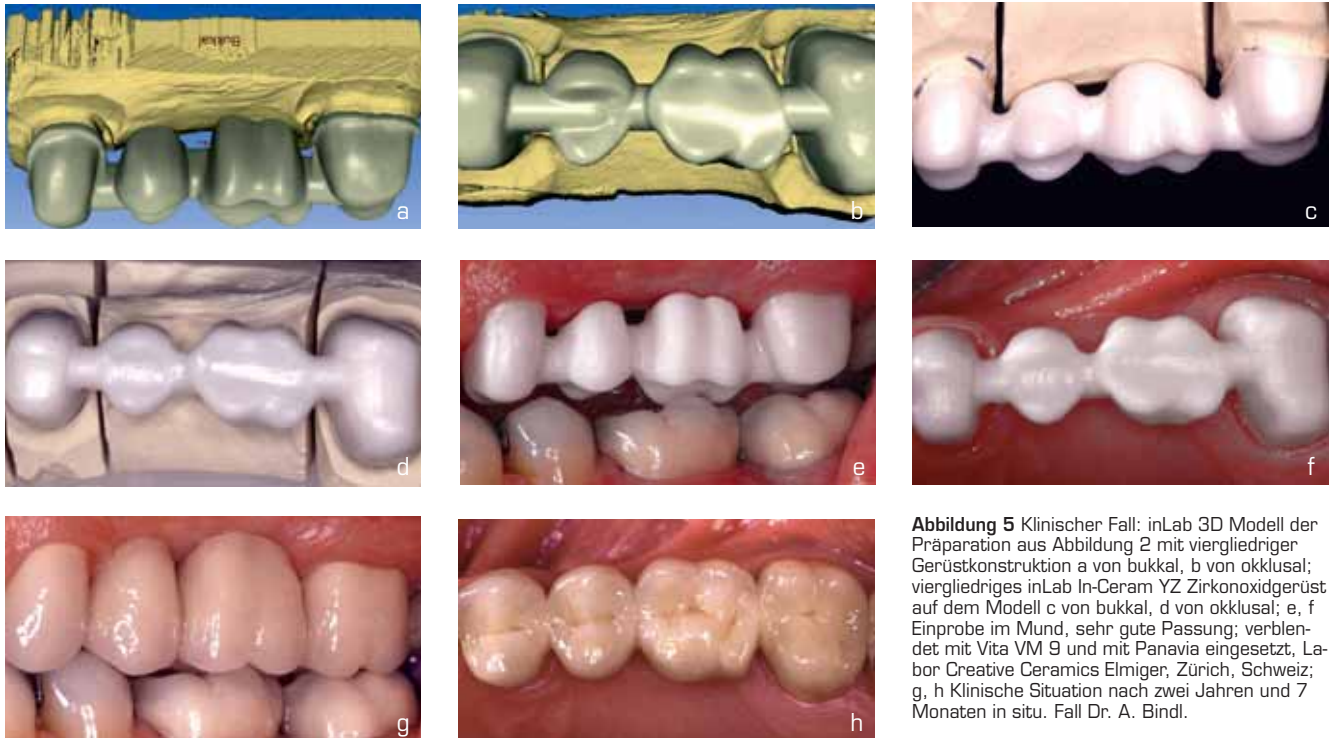 Bukkal
a
b
c
d
e
f
g
h
Abbildung 5 Klinischer Fall: inLab 3D Modell der
Präparation aus Abbildung 2 mit viergliedriger
Gerüstkonstruktion a von bukkal, b von okklusal;
viergliedriges inLab In-Ceram YZ Zirkonoxidgerüst
auf dem Modell c von bukkal, d von okklusal; e, f
Einprobe im Mund, sehr gute Passung; verblen-
det mit Vita VM 9 und mit Panavia eingesetzt, La-
bor Creative Ceramics Elmiger, Zürich, Schweiz;
g, h Klinische Situation nach zwei Jahren und 7
Monaten in situ. Fall Dr. A. Bindl.